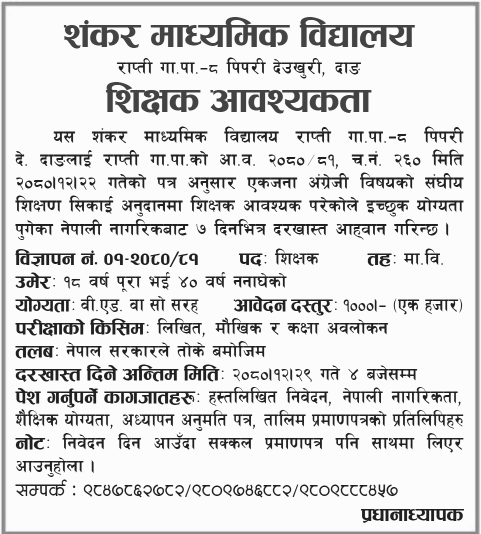 शंकर माध्यमिक विद्यालय
राप्ती गा.पा.-८ पिपरी देउखुरी, दाङ
शिक्षक आवश्यकता
यस शंकर माध्यमिक विद्यालय राप्ती गा.पा.-८ पिपरी
दे. दाङलाई राप्ती गा.पा.को आ.व. २०८०/८१, च.नं. २६० मिति
२०८०।१२।२२ गतेको पत्र अनुसार एकजना अंग्रेजी विषयको संघीय
शिक्षण सिकाई अनुदानमा शिक्षक आवश्यक परेकोले इच्छुक योग्यता
पुगेका नेपाली नागरिकबाट ७ दिनभित्र दरखास्त आह्वान गरिन्छ ।
विज्ञापन नं. ०१-२०८०/८१ पदः शिक्षक तहः मा.वि.
उमेरः १८ वर्ष पूरा भई ४० वर्ष ननाघेको
योग्यताः वी.एड. वा सो सरह आवेदन दस्तुरः १०००।- (एक हजार)
परीक्षाको किसिमः लिखित, मौखिक र कक्षा अवलोकन
तलबः नेपाल सरकारले तोके बमोजिम
दरखास्त दिने अन्तिम मितिः २०८०।१२।२९ गते ४ बजेसम्म
पेश गर्नुपर्ने कागजातहरूः हस्तलिखित निवेदन, नेपाली नागरिकता,
शैक्षिक योग्यता, अध्यापन अनुमति पत्र, तालिम प्रमाणपत्रको प्रतिलिपिहरु
नोटः निवेदन दिन आउँदा सक्कल प्रमाणपत्र पनि साथमा लिएर
आउनुहोला ।
सम्पर्क : ९८४७८६२७८२/९८०९७४६८८२/९८०९८८८४५७
प्रधानाध्यापक